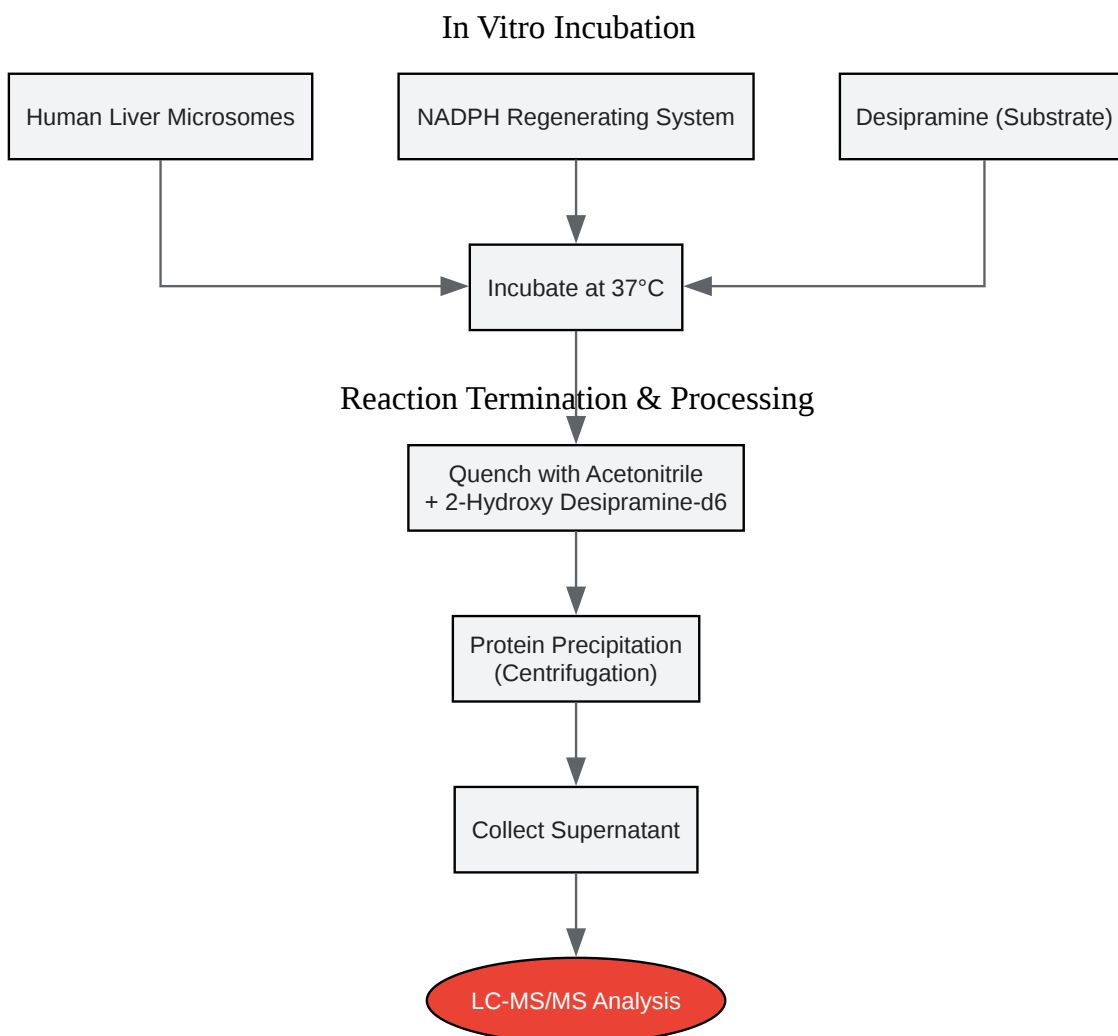 In Vitro Incubation
Human Liver Microsomes
NADPH Regenerating System
Desipramine (Substrate)
Incubate at 37°C
Reaction Termination & Processing
Quench with Acetonitrile
+ 2-Hydroxy Desipramine-d6
Protein Precipitation
(Centrifugation)
Collect Supernatant
LC-MS/MS Analysis